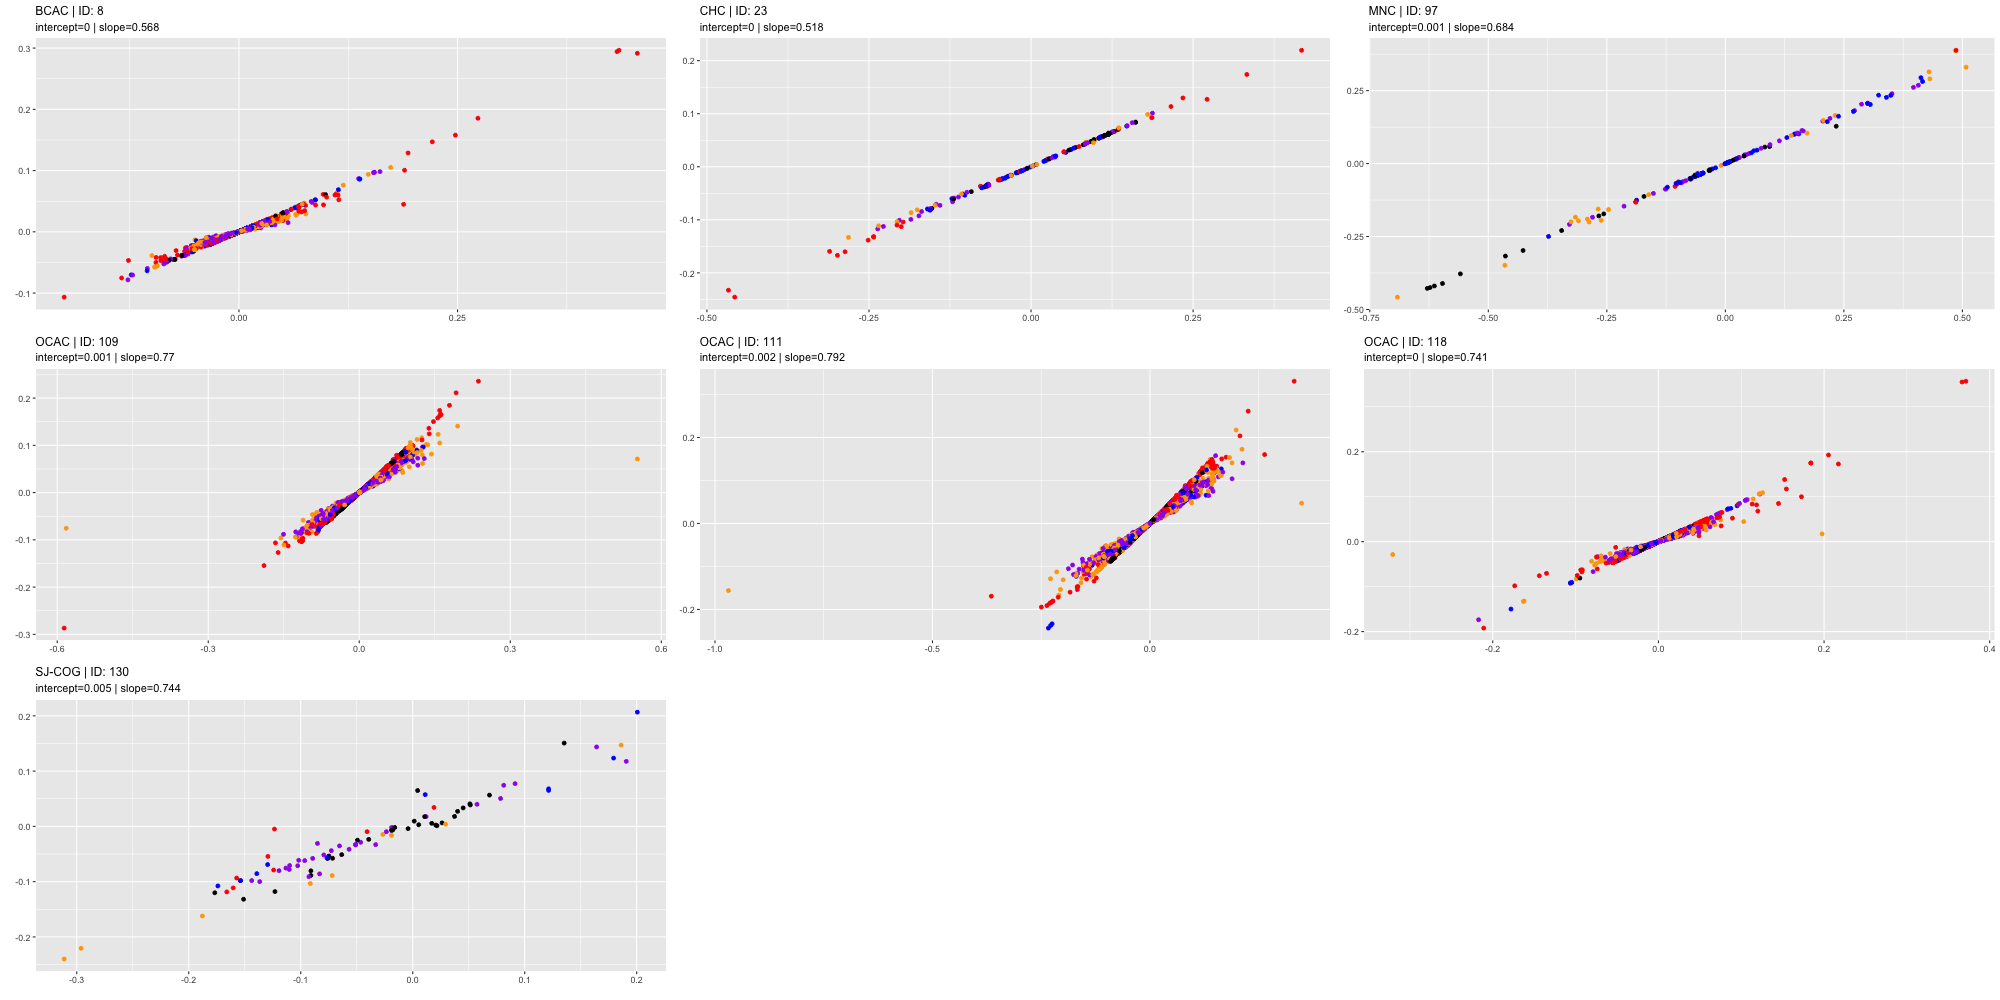 BCAC | ID: 8
intercept=0 | slope=0.568
0.3
0.2
0.1
0.0
-0.1
0.00 0.25
CHC | ID: 23
intercept=0 | slope=0.518
0.2
0.1
0.0
-0.1
-0.2
-0.50 -0.25 0.00 0.25
MNC | ID: 97
intercept=0.001 | slope=0.684
0.25
0.00
-0.25
-0.50
-0.75 -0.50 -0.25 0.00 0.25 0.50
OCAC | ID: 109
intercept=0.001 | slope=0.77
0.2
0.1
0.0
-0.1
-0.2
-0.3
-0.6 -0.3 0.0 0.3 0.6
OCAC | ID: 111
intercept=0.002 | slope=0.792
0.2
0.0
-0.2
-1.0 -0.5 0.0
OCAC | ID: 118
intercept=0 | slope=0.741
0.2
0.0
-0.2
-0.2 0.0 0.2 0.4
SJ-COG | ID: 130
intercept=0.005 | slope=0.744
0.2
0.1
0.0
-0.1
-0.2
-0.3 -0.2 -0.1 0.0 0.1 0.2